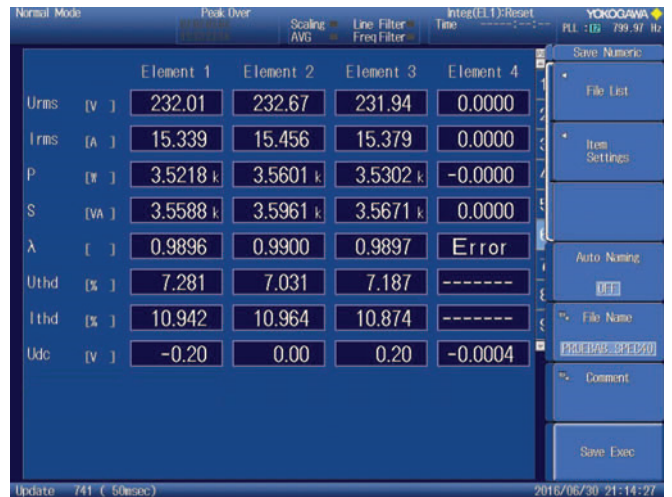 Normal Mode Peak Over Scaling Line Filter Integ(EL1):Reset YOKOGAWA
AVG Freq Filter Time PLL : 799.97 Hz
Save Numeric
Element 1 Element 2 Element 3 Element 4
File List
Urms [V ] 232.01 232.67 231.94 0.0000
Irms [A ] 15.339 15.456 15.379 0.0000
Item
Settings
P [W ] 3.5218 k 3.5601 k 3.5302 k -0.0000
S [VA ] 3.5588 k 3.5961 k 3.5671 k 0.0000
λ [ ] 0.9896 0.9900 0.9897 Error
Auto Naming
OFF
Uthd [% ] 7.281 7.031 7.187 -------
Ithd [% ] 10.942 10.964 10.874 -------
File Name
Udc [V ] -0.20 0.00 0.20 -0.0004
Comment
Save Exec
Update 741 ( 50msec) 2016/06/30 21:14:27